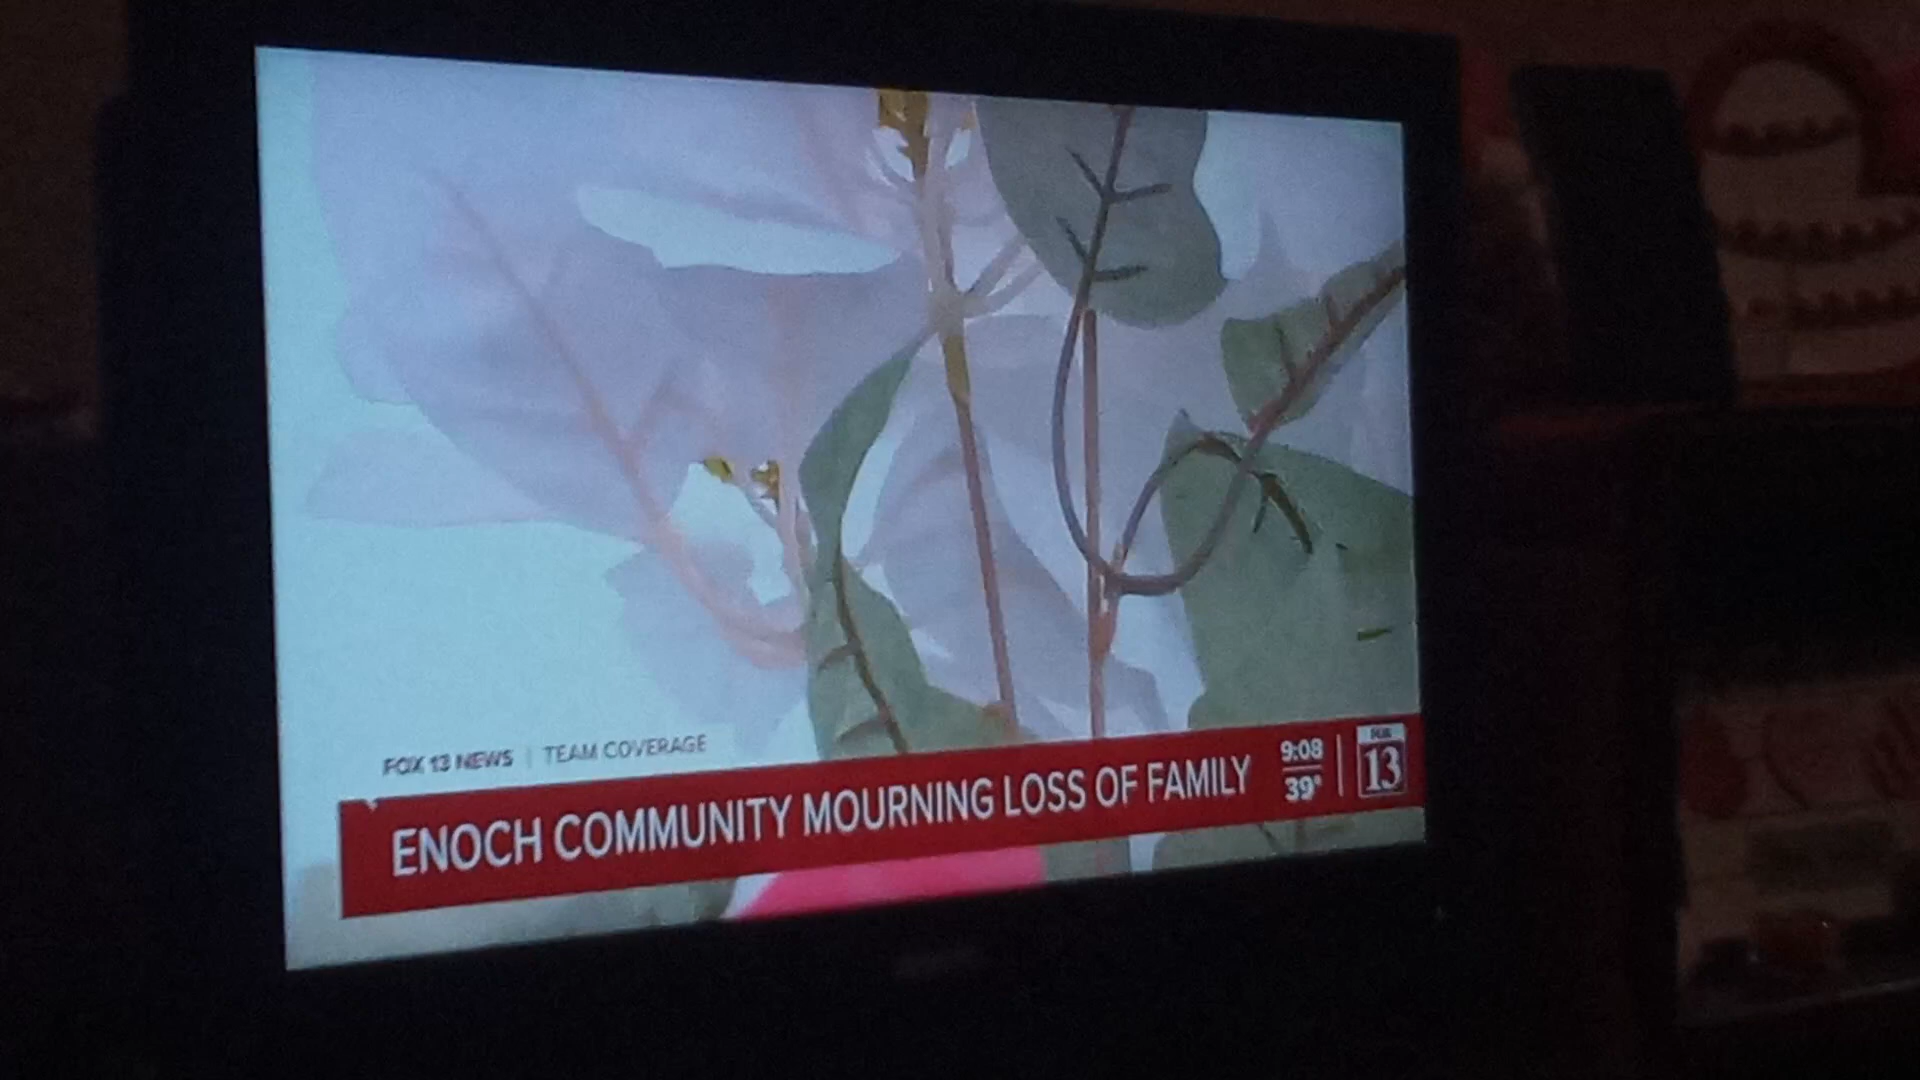 FOX 13 NEWS | TEAM COVERAGE
ENOCH COMMUNITY MOURNING LOSS OF FAMILY
9:08
39°
FOX
13